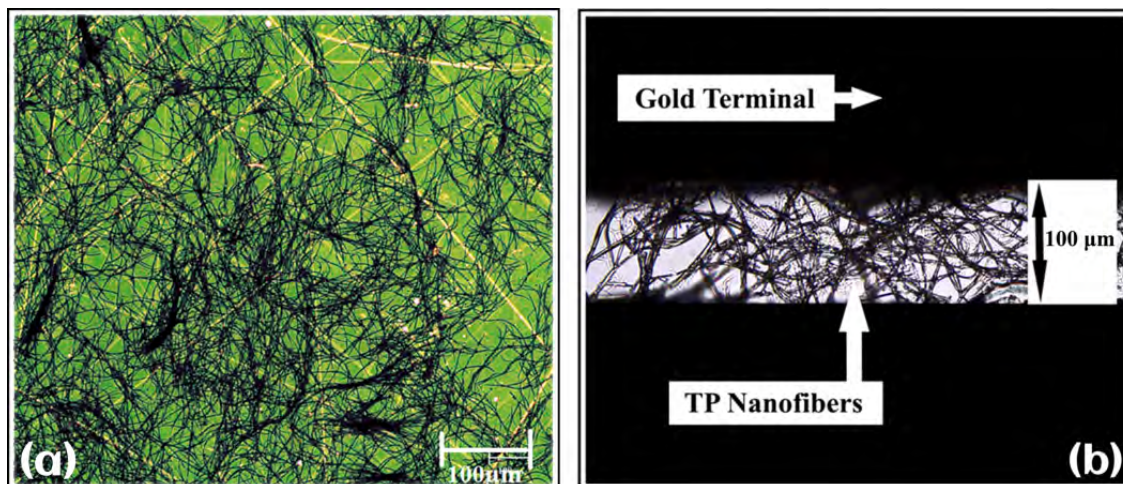 (a)
100μm
Gold Terminal
100 μm
TP Nanofibers
(b)